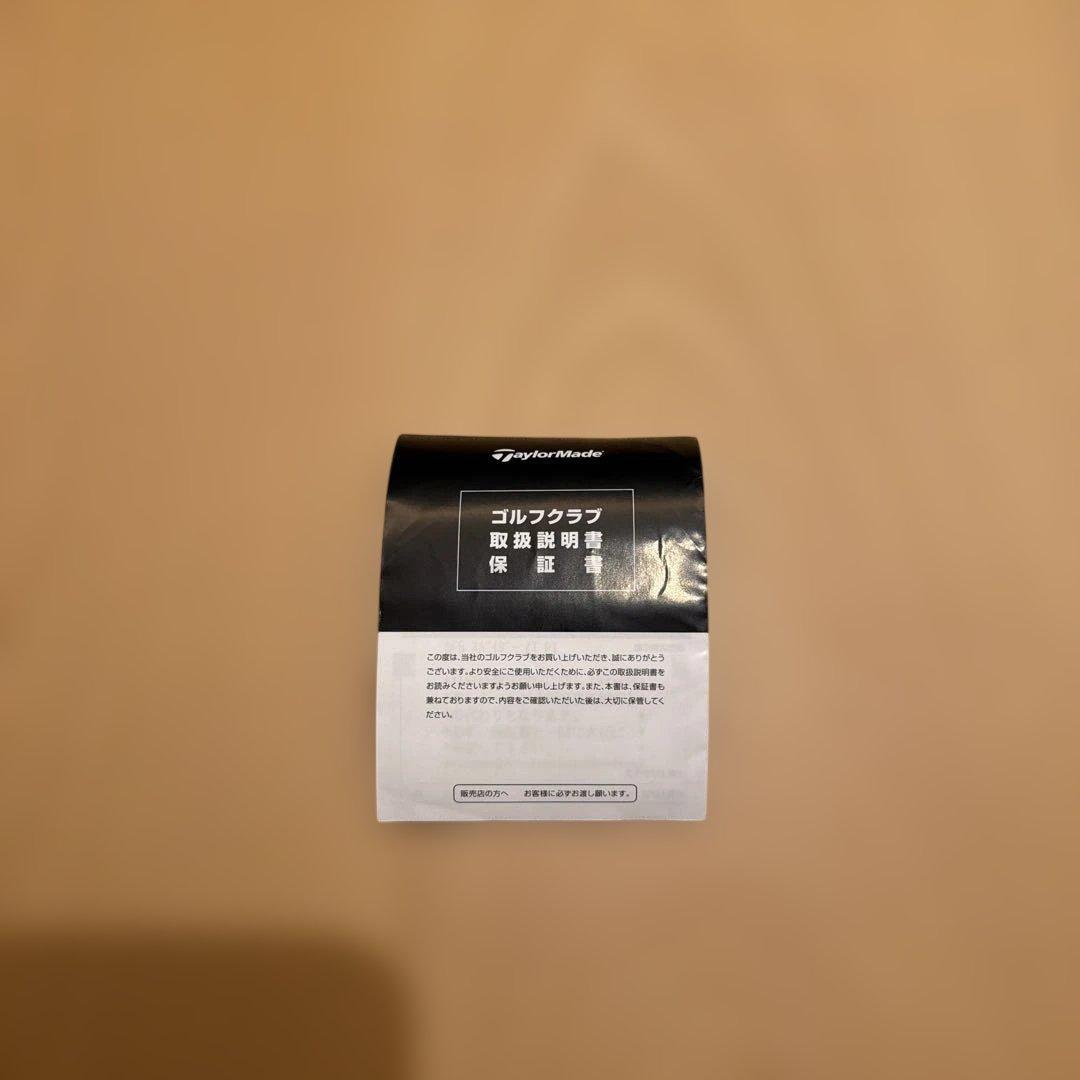 TaylorMade
ゴルフクラブ
取扱説明書
保証書
この度は、当社のゴルフクラブをお買い上げいただき、誠にありがとう
ございます。より安全にご使用いただくために、必ずこの取扱説明書を
お読みくださいますようお願い申し上げます。また、本書は、保証書も
兼ねておりますので、内容をご確認いただいた後は、大切に保管してく
ださい。
販売店の方へ お客様に必ずお渡し願います。